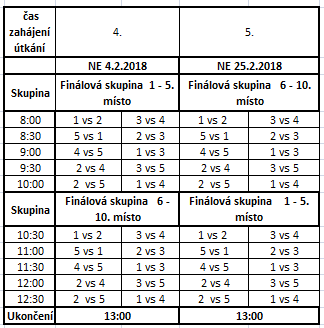 čas zahájení útkání 4. 5.
NE 4.2.2018 NE 25.2.2018
Skupina Finálová skupina 1 - 5. místo Finálová skupina 6 - 10. místo
8:00 1 vs 2 3 vs 4 1 vs 2 3 vs 4
8:30 5 vs 1 2 vs 3 5 vs 1 2 vs 3
9:00 4 vs 5 1 vs 3 4 vs 5 1 vs 3
9:30 2 vs 4 3 vs 5 2 vs 4 3 vs 5
10:00 2 vs 5 1 vs 4 2 vs 5 1 vs 4
Skupina Finálová skupina 6 - 10. místo Finálová skupina 1 - 5. místo
10:30 1 vs 2 3 vs 4 1 vs 2 3 vs 4
11:00 5 vs 1 2 vs 3 5 vs 1 2 vs 3
11:30 4 vs 5 1 vs 3 4 vs 5 1 vs 3
12:00 2 vs 4 3 vs 5 2 vs 4 3 vs 5
12:30 2 vs 5 1 vs 4 2 vs 5 1 vs 4
Ukončení 13:00 13:00